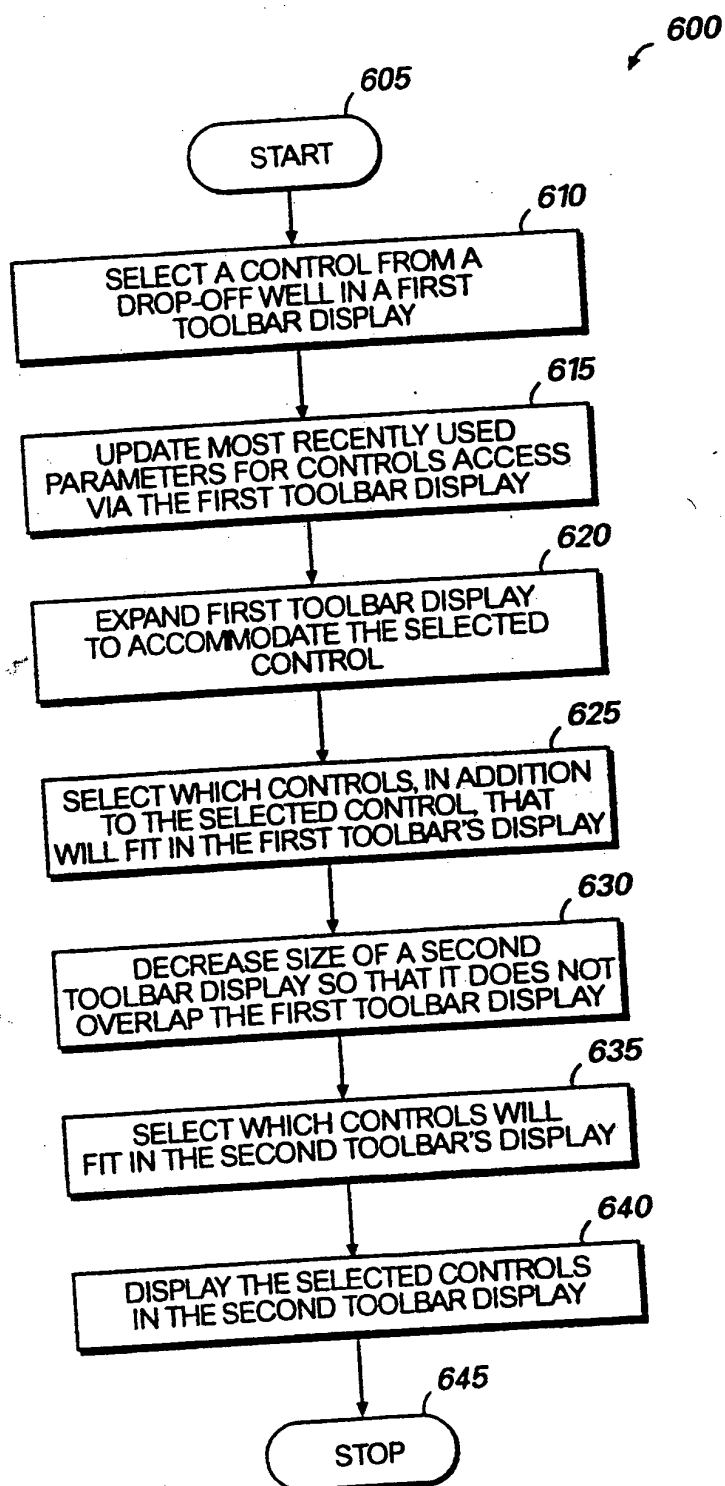 600
605
START
610
SELECT A CONTROL FROM A
DROP-OFF WELL IN A FIRST
TOOLBAR DISPLAY
615
UPDATE MOST RECENTLY USED
PARAMETERS FOR CONTROLS ACCESS
VIA THE FIRST TOOLBAR DISPLAY
620
EXPAND FIRST TOOLBAR DISPLAY
TO ACCOMMODATE THE SELECTED
CONTROL
625
SELECT WHICH CONTROLS, IN ADDITION
TO THE SELECTED CONTROL, THAT
WILL FIT IN THE FIRST TOOLBAR'S DISPLAY
630
DECREASE SIZE OF A SECOND
TOOLBAR DISPLAY SO THAT IT DOES NOT
OVERLAP THE FIRST TOOLBAR DISPLAY
635
SELECT WHICH CONTROLS WILL
FIT IN THE SECOND TOOLBAR'S DISPLAY
640
DISPLAY THE SELECTED CONTROLS
IN THE SECOND TOOLBAR DISPLAY
645
STOP